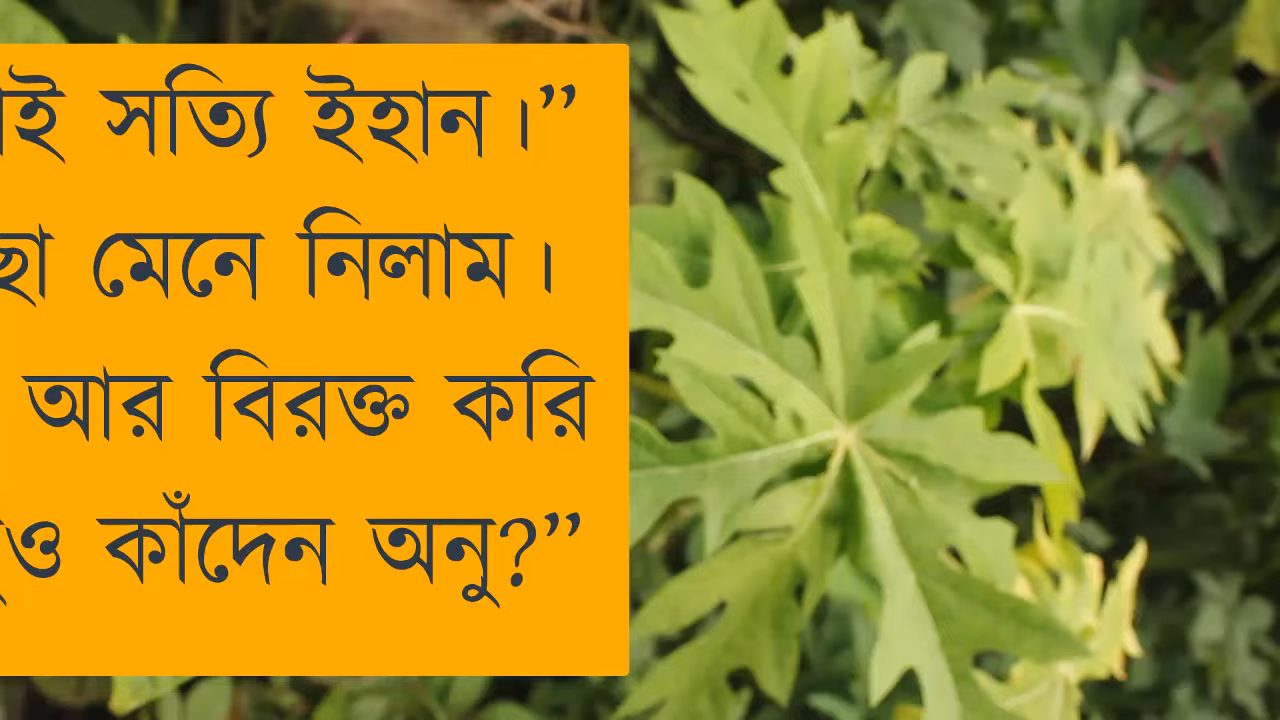 সত্যি ইহান।”
মেনে নিলাম।
আর বিরক্ত করি
কাঁদেন অনু?”